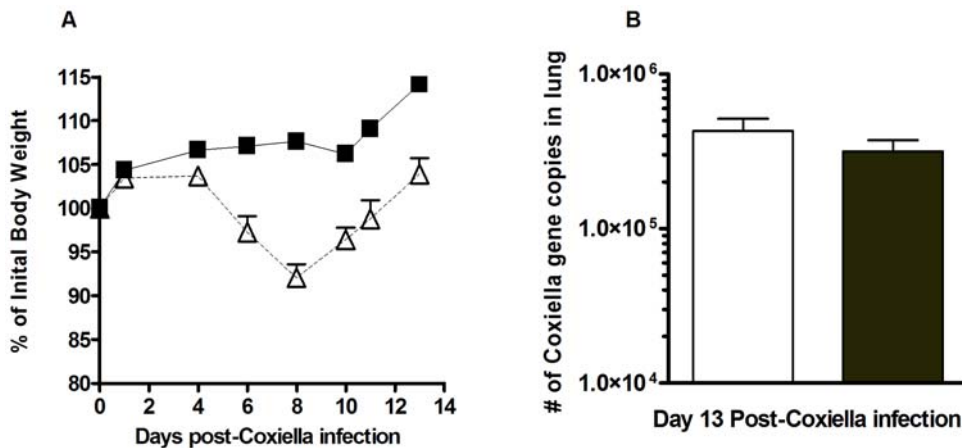 A
B
% of Inital Body Weight
115
110
105
100
95
90
85
80
0 2 4 6 8 10 12 14
Days post-Coxiella infection
# of Coxiella gene copies in lung
1.0×10⁶
1.0×10⁵
1.0×10⁴
Day 13 Post-Coxiella infection